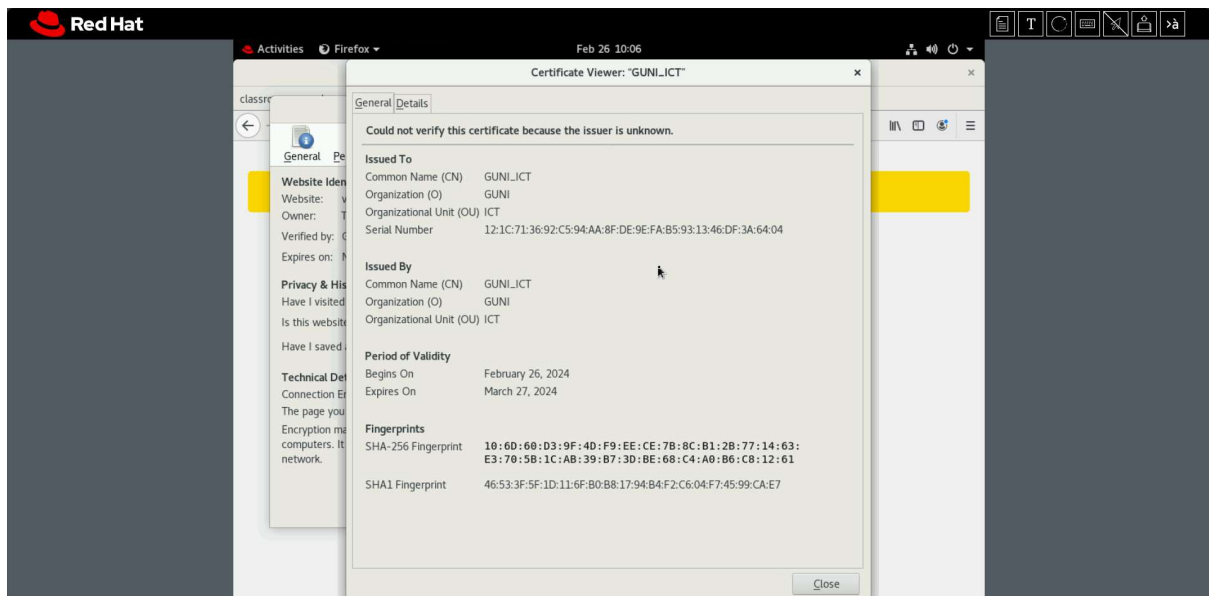 Red Hat
T
>à
Activities Firefox Feb 26 10:06
Certificate Viewer: "GUNI_ICT"
General Details
Could not verify this certificate because the issuer is unknown.
Issued To
Common Name (CN) GUNI_ICT
Organization (O) GUNI
Organizational Unit (OU) ICT
Serial Number 12:1C:71:36:92:C5:94:AA:8F:DE:9E:FA:B5:93:13:46:DF:3A:64:04
Issued By
Common Name (CN) GUNI_ICT
Organization (O) GUNI
Organizational Unit (OU) ICT
Period of Validity
Begins On February 26, 2024
Expires On March 27, 2024
Fingerprints
SHA-256 Fingerprint 10:6D:60:D3:9F:4D:F9:EE:CE:7B:8C:B1:2B:77:14:63:
E3:70:5B:1C:AB:39:B7:3D:BE:68:C4:A0:B6:C8:12:61
SHA1 Fingerprint 46:53:3F:5F:1D:11:6F:B0:B8:17:94:B4:F2:C6:04:F7:45:99:CA:E7
Close
General
Website
Website:
Owner:
Verified by:
Expires on:
Privacy &
Have I visited
Is this website
Have I saved
Technical
Connection
The page you
Encryption
computers. It
network.